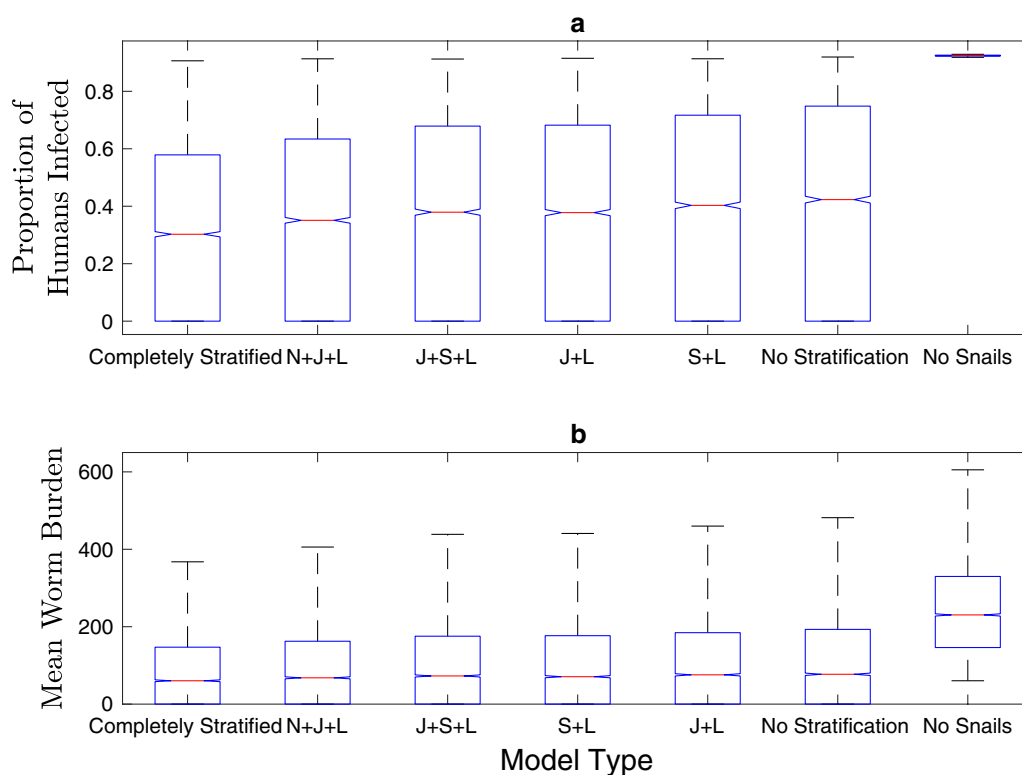 a
Proportion of
Humans Infected
0.8
0.6
0.4
0.2
0
Completely Stratified N+J+L J+S+L J+L S+L No Stratification No Snails
b
Mean Worm Burden
600
400
200
0
Completely Stratified N+J+L J+S+L S+L J+L No Stratification No Snails
Model Type